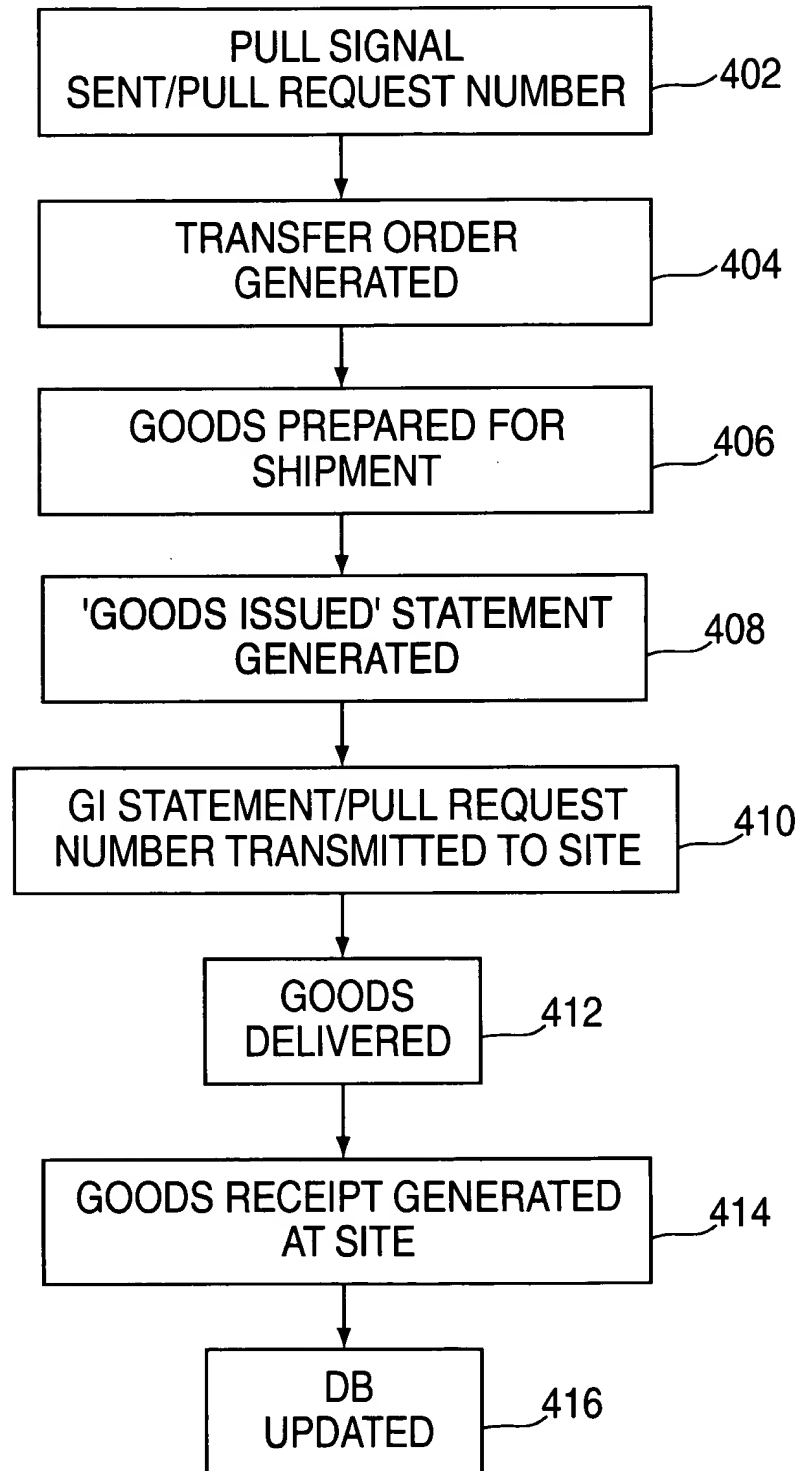 PULL SIGNAL
SENT/PULL REQUEST NUMBER
402
TRANSFER ORDER
GENERATED
404
GOODS PREPARED FOR
SHIPMENT
406
'GOODS ISSUED' STATEMENT
GENERATED
408
GI STATEMENT/PULL REQUEST
NUMBER TRANSMITTED TO SITE
410
GOODS
DELIVERED
412
GOODS RECEIPT GENERATED
AT SITE
414
DB
UPDATED
416